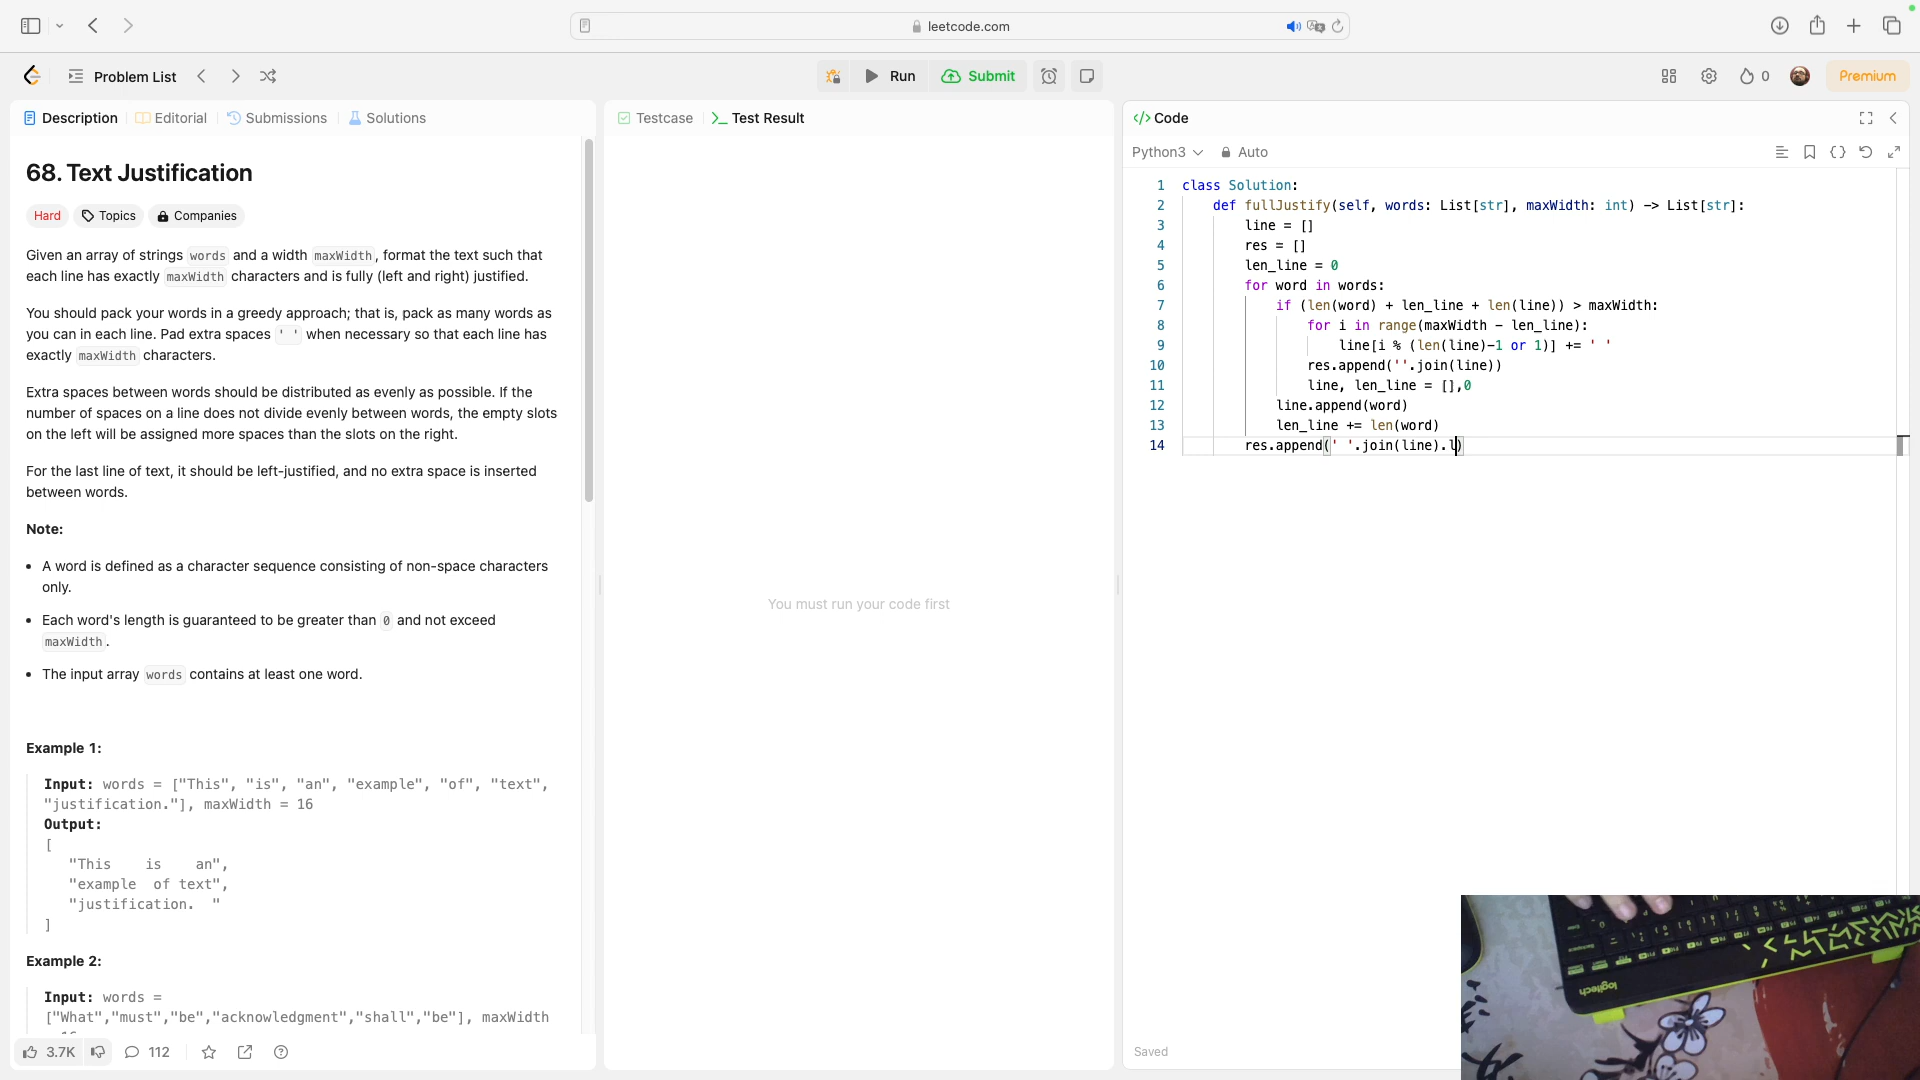 leetcode.com
Problem List
Run
Submit
0
Premium
Description
Editorial
Submissions
Solutions
68. Text Justification
Hard
Topics
Companies
Given an array of strings words and a width maxWidth, format the text such that
each line has exactly maxWidth characters and is fully (left and right) justified.
You should pack your words in a greedy approach; that is, pack as many words as
you can in each line. Pad extra spaces ' ' when necessary so that each line has
exactly maxWidth characters.
Extra spaces between words should be distributed as evenly as possible. If the
number of spaces on a line does not divide evenly between words, the empty slots
on the left will be assigned more spaces than the slots on the right.
For the last line of text, it should be left-justified, and no extra space is inserted
between words.
Note:
• A word is defined as a character sequence consisting of non-space characters
only.
• Each word's length is guaranteed to be greater than 0 and not exceed
maxWidth.
• The input array words contains at least one word.
Example 1:
Input: words = ["This", "is", "an", "example", "of", "text",
"justification."], maxWidth = 16
Output:
[
   "This    is    an",
   "example  of text",
   "justification.  "
]
Example 2:
Input: words =
["What","must","be","acknowledgment","shall","be"], maxWidth
3.7K
112
Testcase
Test Result
You must run your code first
</> Code
Python3
Auto
1 class Solution:
2     def fullJustify(self, words: List[str], maxWidth: int) -> List[str]:
3         line = []
4         res = []
5         len_line = 0
6         for word in words:
7             if (len(word) + len_line + len(line)) > maxWidth:
8                 for i in range(maxWidth - len_line):
9                     line[i % (len(line)-1 or 1)] += ' '
10                 res.append(''.join(line))
11                 line, len_line = [],0
12             line.append(word)
13             len_line += len(word)
14         res.append(' '.join(line).l)
Saved
logitech